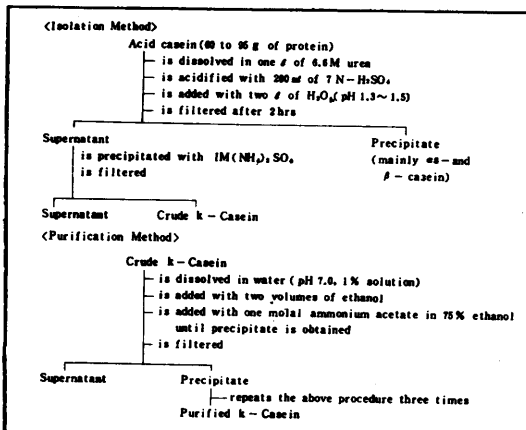 <Isolation Method>
Acid casein(60 to 95 g of protein)
is dissolved in one ℓ of 6.6M urea
is acidified with 200 mℓ of 7 N-H₂SO₄
is added with two ℓ of H₂O,(pH 1.3~1.5)
is filtered after 2hrs
Supernatant
Precipitate
is precipitated with 1M(NH₄)₂SO₄
(mainly αs-and
is filtered
β - casein)
Supernatant
Crude k-Casein
<Purification Method>
Crude k-Casein
is dissolved in water (pH 7.0, 1% solution)
is added with two volumes of ethanol
is added with one molal ammonium acetate in 75% ethanol
until precipitate is obtained
is filtered
Supernatant
Precipitate
repeats the above procedure three times
Purified k-Casein